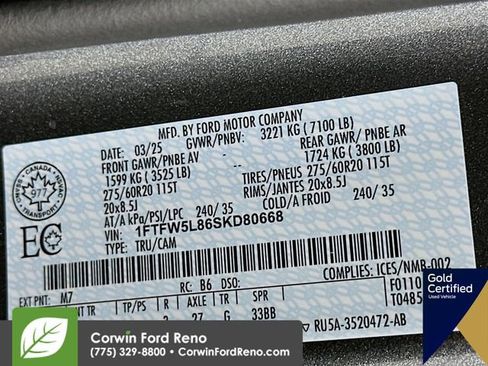 MFD. BY FORD MOTOR COMPANY
03/25 GVWR/PNBV: 3221 KG ( 7100 LB)
FRONT GAWR/PNBE AV -- REAR GAWR/ PNBE AR
1599 KG ( 3525 LB) -- 1724 KG ( 3800 LB)
275/60R20 115T TIRES/PNEUS 275/60R20 115T
20x8.5J RIMS/JANTES 20x8.5J
AT/A kPa/PSI/LPC 240/ 35 COLD/A FROID 240/ 35
VIN: 1FTFW5L86SKD80668
TYPE: TRU/CAM
CANADA
977
TRANSPORT
EC
COMPLIES: ICES/NMB-002
EXT PNT: M7 RC: B6 DSO: F0110
INT TR TP/PS R AXLE TR SPR T0485
27 G 33BB
RU5A-3520472-AB
Gold
Certified
Used Vehicle
Corwin Ford Reno
(775) 329-8800 • CorwinFordReno.com